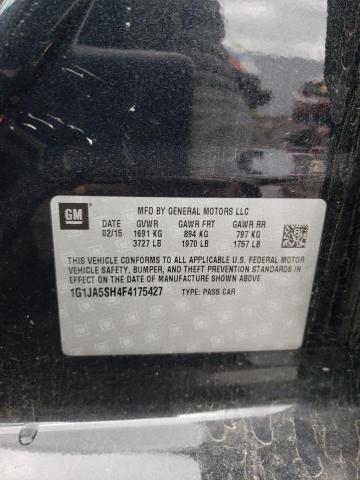 GM
MFD BY GENERAL MOTORS LLC
DATE GVWR GAWR FRT GAWR RR
02/15 1691 KG 894 KG 797 KG
3727 LB 1970 LB 1757 LB
THIS VEHICLE CONFORMS TO ALL APPLICABLE U.S. FEDERAL MOTOR
VEHICLE SAFETY, BUMPER, AND THEFT PREVENTION STANDARDS
IN EFFECT ON THE DATE OF MANUFACTURE SHOWN ABOVE.
1G1JA5SH4F4175427 TYPE: PASS CAR